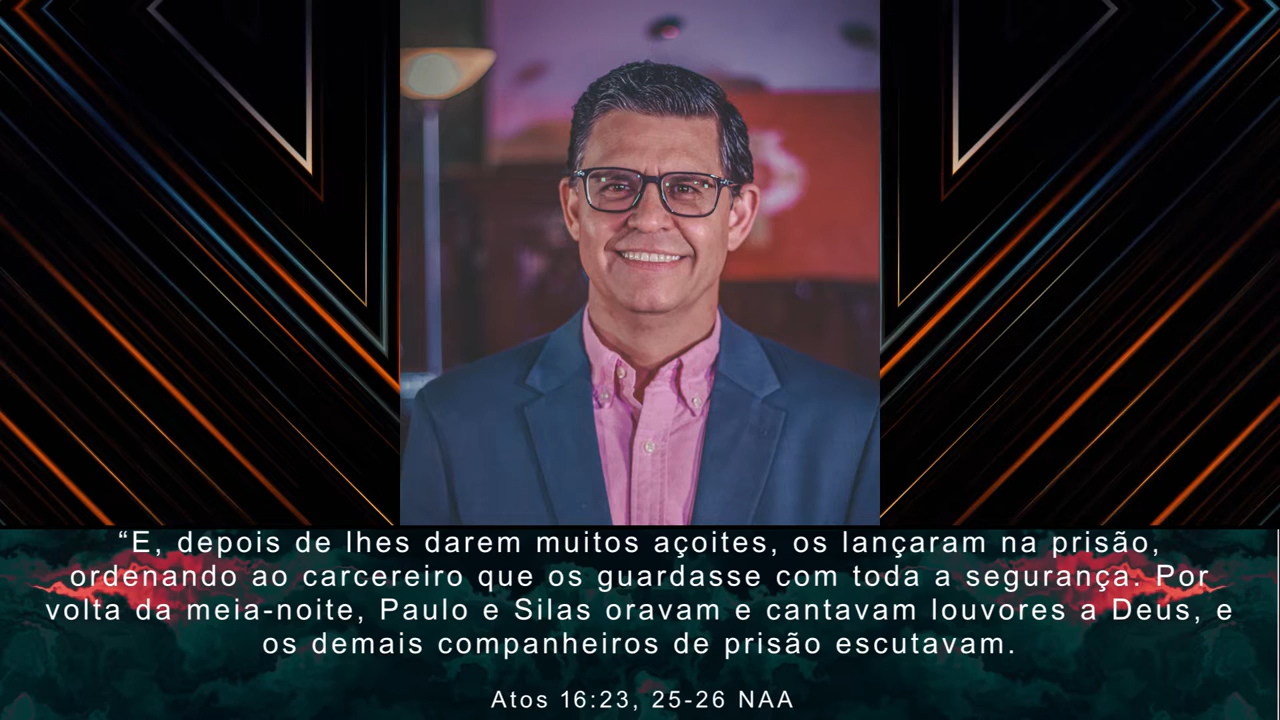 “E, depois de lhes darem muitos açoites, os lançaram na prisão,
ordenando ao carcereiro que os guardasse com toda a segurança. Por
volta da meia-noite, Paulo e Silas oravam e cantavam louvores a Deus, e
os demais companheiros de prisão escutavam.
Atos 16:23, 25-26 NAA